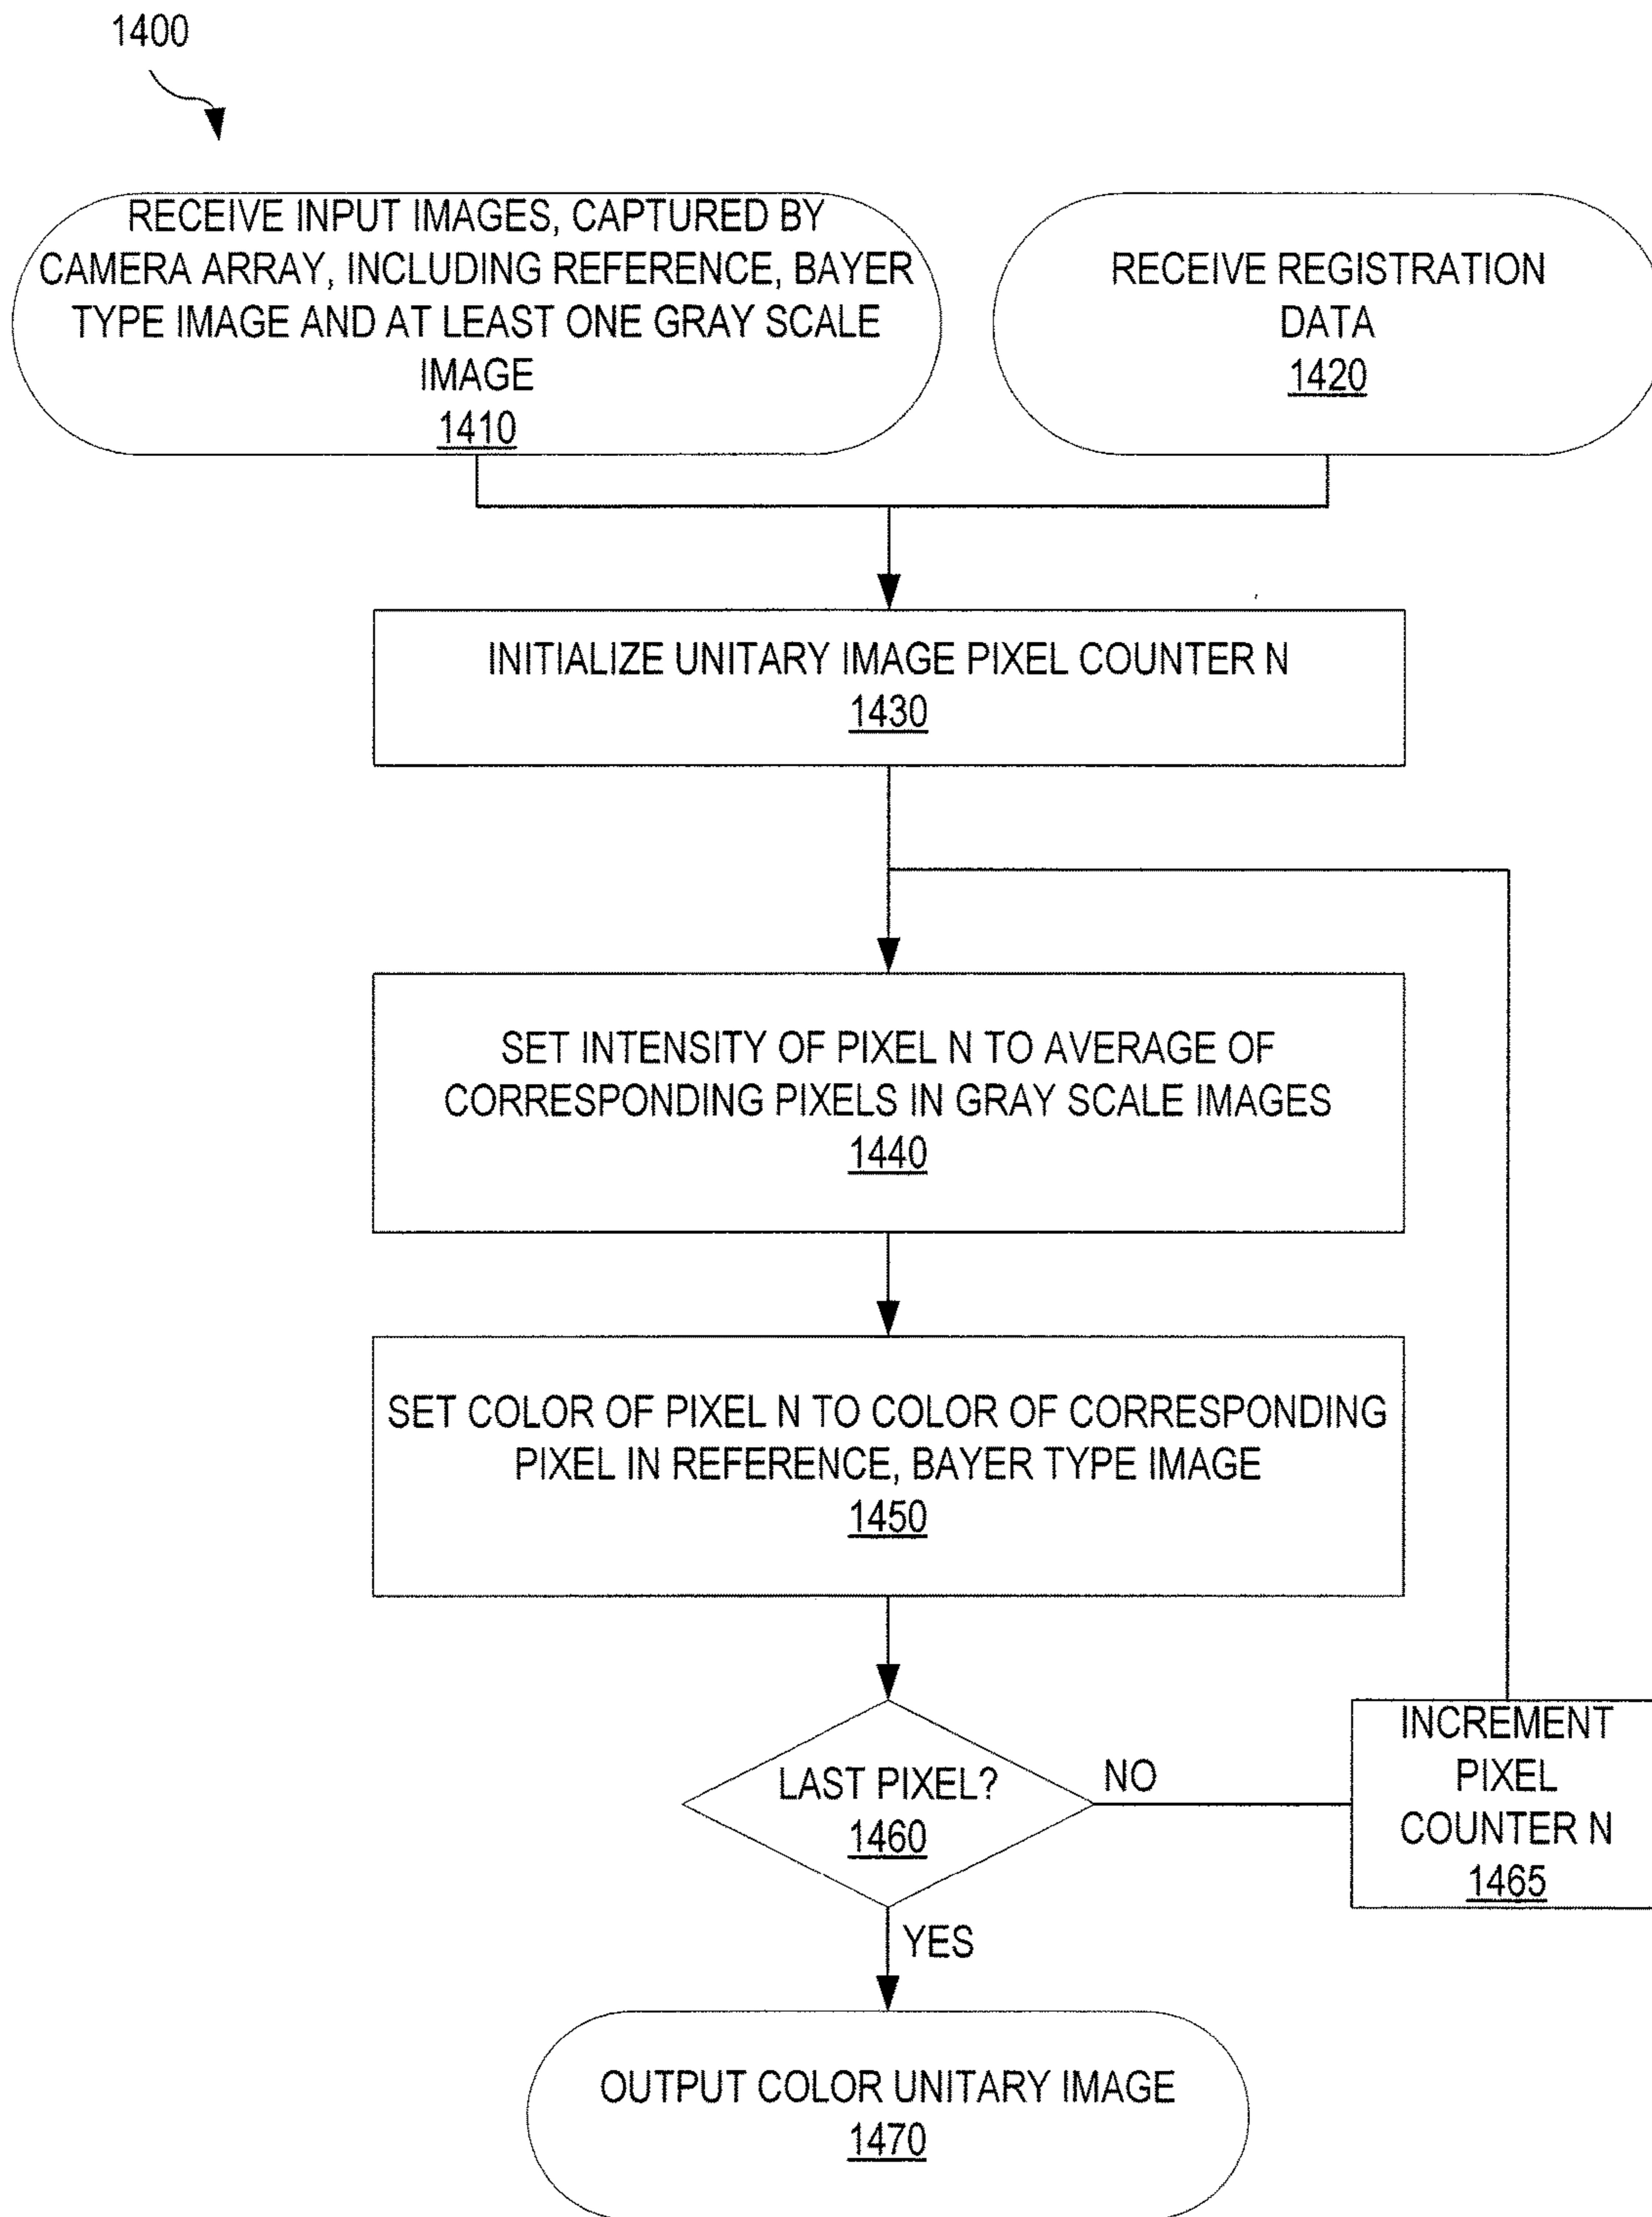 1400
RECEIVE INPUT IMAGES, CAPTURED BY
CAMERA ARRAY, INCLUDING REFERENCE, BAYER
TYPE IMAGE AND AT LEAST ONE GRAY SCALE
IMAGE
1410
RECEIVE REGISTRATION
DATA
1420
INITIALIZE UNITARY IMAGE PIXEL COUNTER N
1430
SET INTENSITY OF PIXEL N TO AVERAGE OF
CORRESPONDING PIXELS IN GRAY SCALE IMAGES
1440
SET COLOR OF PIXEL N TO COLOR OF CORRESPONDING
PIXEL IN REFERENCE, BAYER TYPE IMAGE
1450
LAST PIXEL?
1460
NO
INCREMENT
PIXEL
COUNTER N
1465
YES
OUTPUT COLOR UNITARY IMAGE
1470